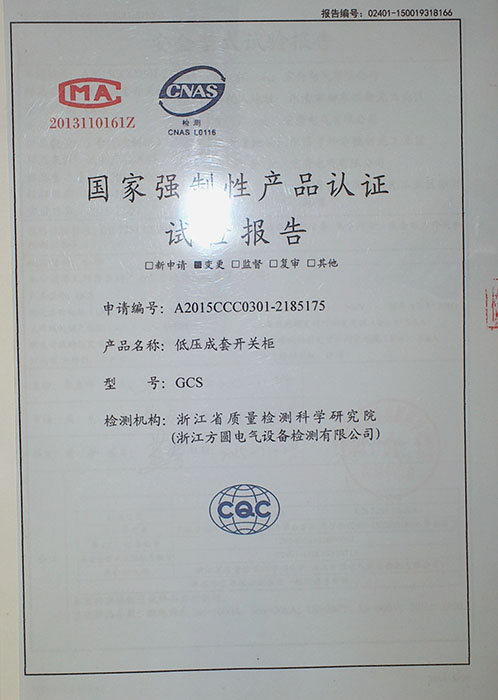 报告编号：02401-150019318166
CMA
2013110161Z
CNAS
检测
CNAS L0116
国家强制性产品认证
试验报告
□新申请 ■变更 □监督 □复审 □其他
申请编号：A2015CCC0301-2185175
产品名称：低压成套开关柜
型 号：GCS
检测机构：浙江省质量检测科学研究院
(浙江方圆电气设备检测有限公司)
CQC